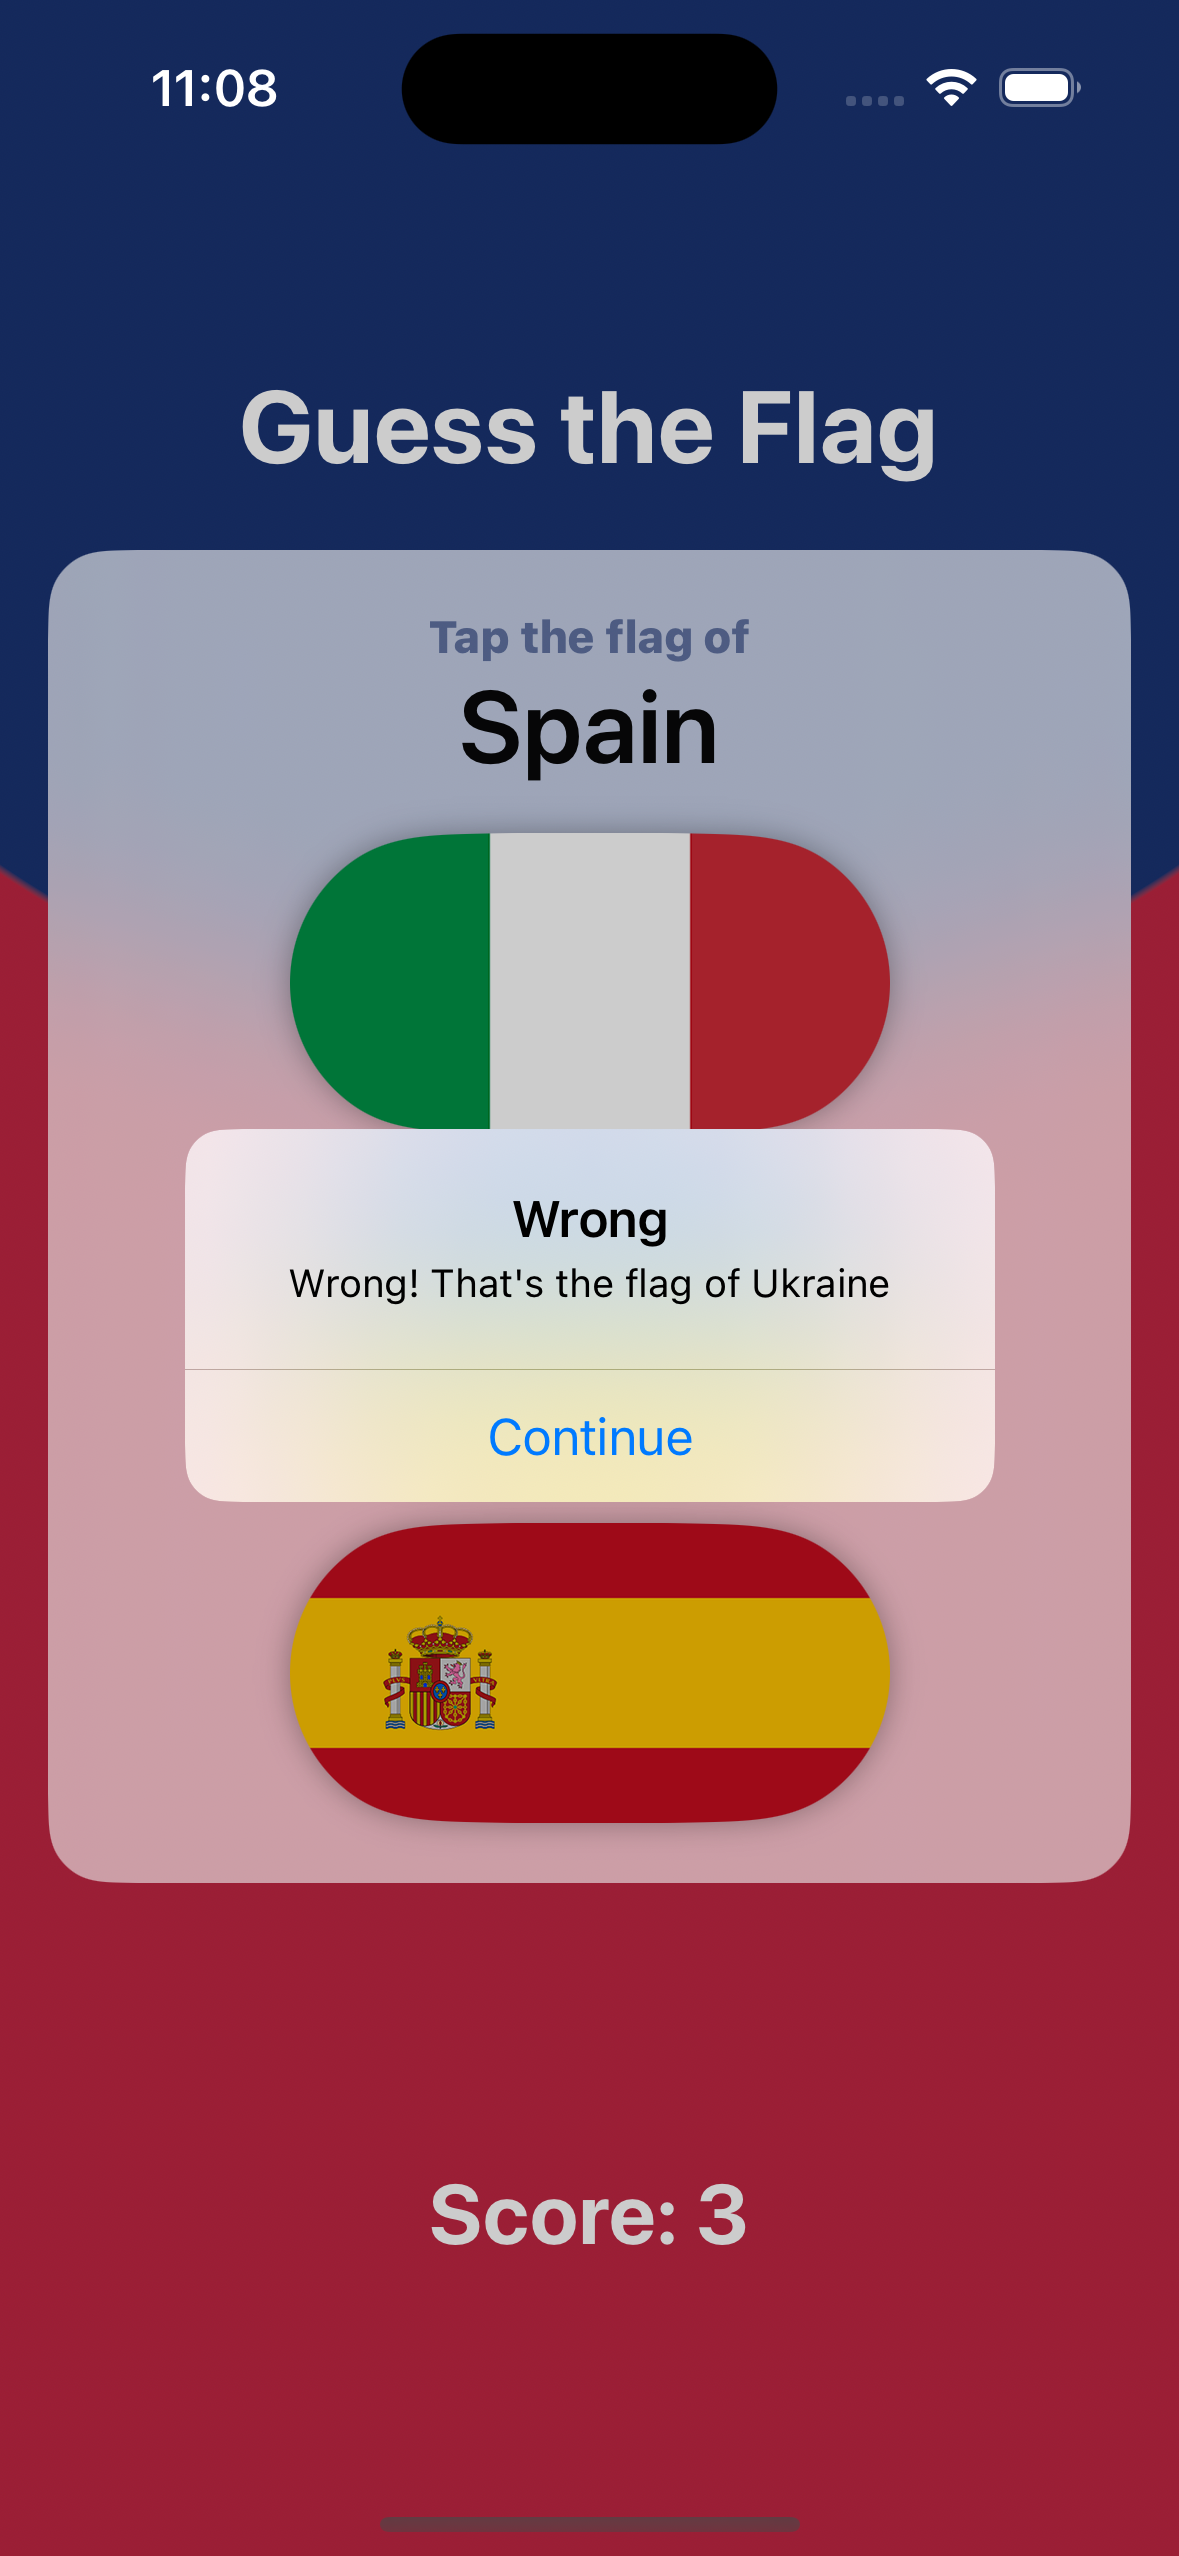 11:08
Guess the Flag
Tap the flag of
Spain
Wrong
Wrong! That's the flag of Ukraine
Continue
Score: 3